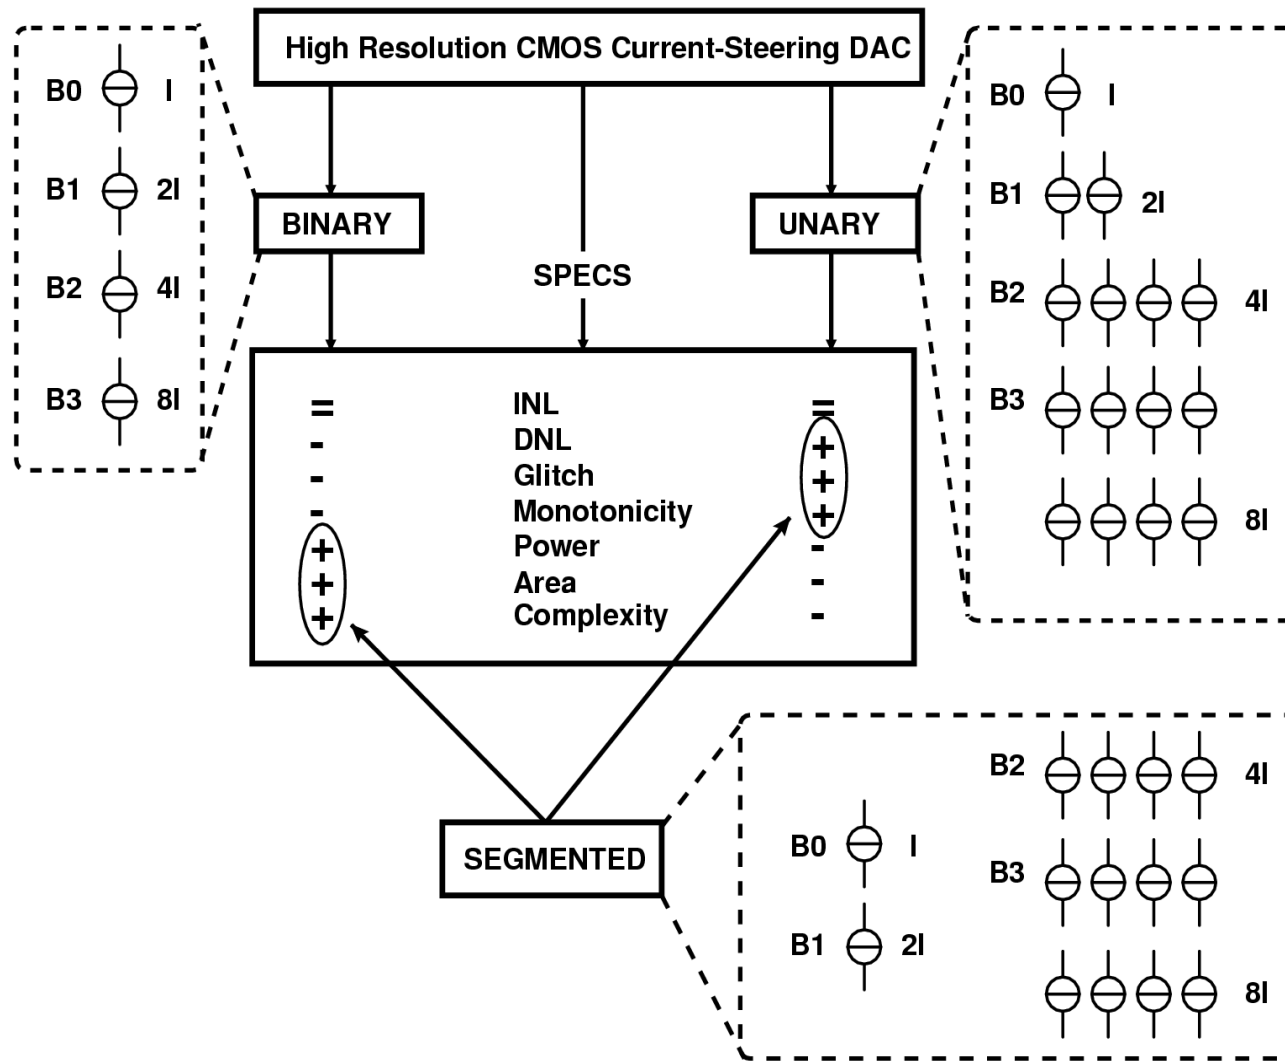 High Resolution CMOS Current-Steering DAC
B0 I
B1 2I
B2 4I
B3 8I
BINARY
SPECS
UNARY
B0 I
B1 2I
B2 4I
B3
8I
= INL =
- DNL +
- Glitch +
- Monotonicity +
+ Power -
+ Area -
+ Complexity -
SEGMENTED
B0 I
B1 2I
B2 4I
B3
8I